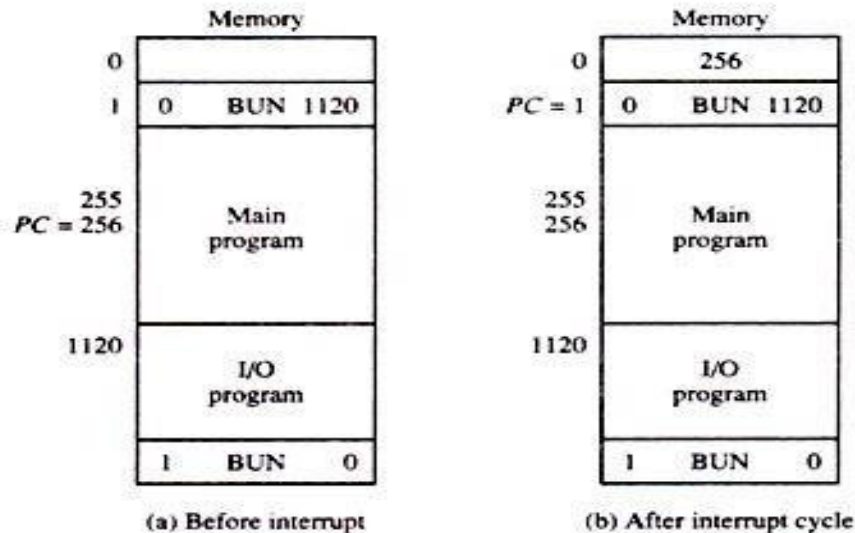 Memory
0
1 0 BUN 1120
255
PC = 256
Main
program
1120
I/O
program
1 BUN 0
(a) Before interrupt
Memory
0 256
PC = 1 0 BUN 1120
255
256
Main
program
1120
I/O
program
1 BUN 0
(b) After interrupt cycle